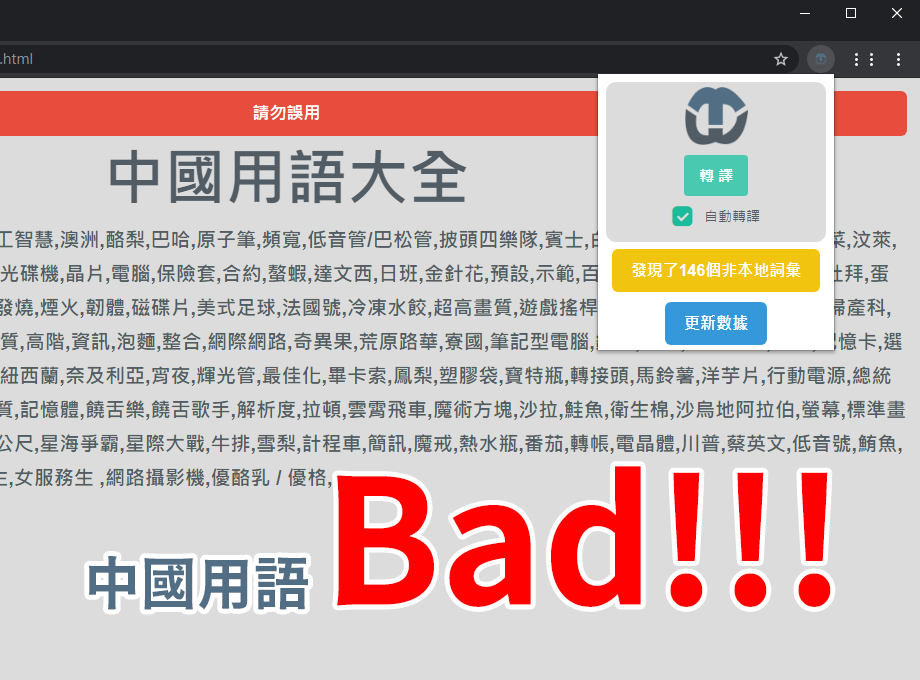 .html
請勿誤用
中國用語大全
轉 譯
自動轉譯
發現了146個非本地詞彙
更新數據
工智慧,澳洲,酪梨,巴哈,原子筆,頻寬,低音管/巴松管,披頭四樂隊,賓士,白 菜,汶萊,
光碟機,晶片,電腦,保險套,合約,螯蝦,達文西,日班,金針花,預設,示範,百 杜拜,蛋
發燒,煙火,韌體,磁碟片,美式足球,法國號,冷凍水餃,超高畫質,遊戲搖桿 婦產科,
質,高階,資訊,泡麵,整合,網際網路,奇異果,荒原路華,寮國,筆記型電腦, 記憶卡,選
紐西蘭,奈及利亞,宵夜,輝光管,最佳化,畢卡索,鳳梨,塑膠袋,寶特瓶,轉接頭,馬鈴薯,洋芋片,行動電源,總統
質,記憶體,饒舌樂,饒舌歌手,解析度,拉頓,雲霄飛車,魔術方塊,沙拉,鮭魚,衛生棉,沙烏地阿拉伯,螢幕,標準畫
公尺,星海爭霸,星際大戰,牛排,雪梨,計程車,簡訊,魔戒,熱水瓶,番茄,轉帳,電晶體,川普,蔡英文,低音號,鮪魚,
生,女服務生 ,網路攝影機,優酪乳 / 優格,
中國用語 Bad!!!